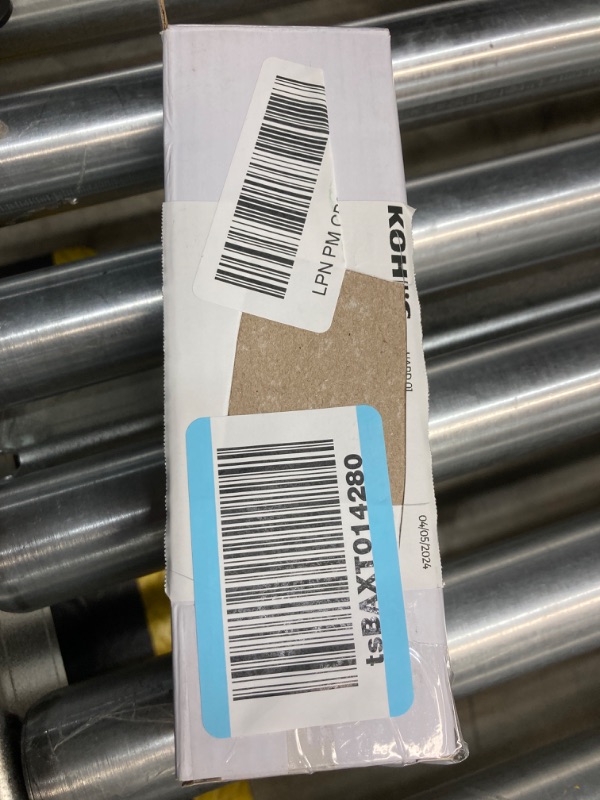 LPN PM
KOH
04/05/2024
tsBAXT014280